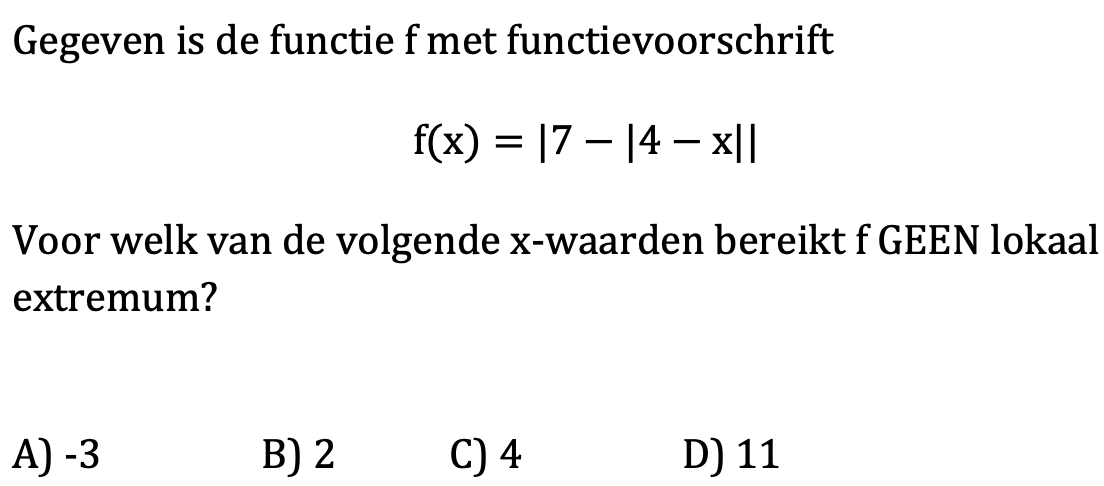 Gegeven is de functie f met functievoorschrift
f(x) = |7 − |4 − x||
Voor welk van de volgende x-waarden bereikt f GEEN lokaal
extremum?
A) -3 B) 2 C) 4 D) 11